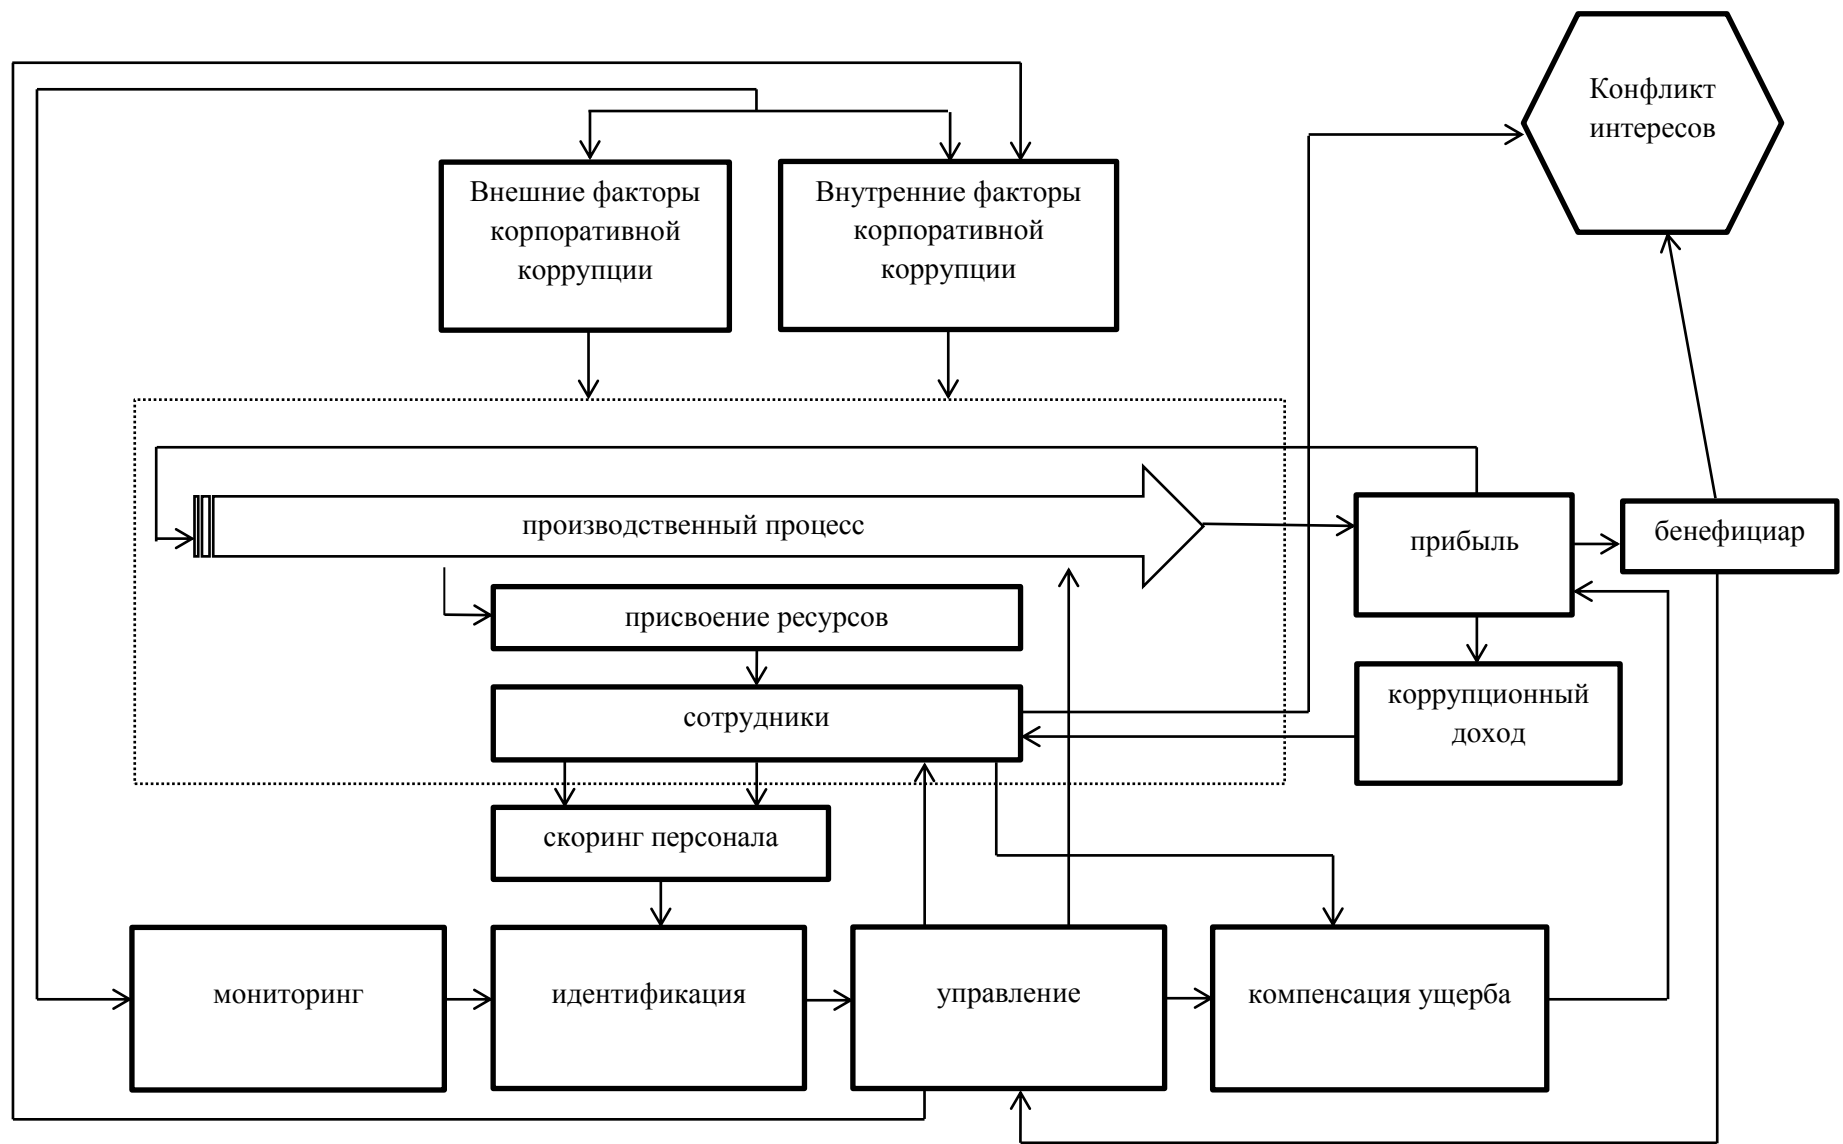 Конфликт
интересов
Внешние факторы
корпоративной
коррупции
Внутренние факторы
корпоративной
коррупции
производственный процесс
прибыль
бенефициар
присвоение ресурсов
сотрудники
коррупционный
доход
скоринг персонала
мониторинг
идентификация
управление
компенсация ущерба